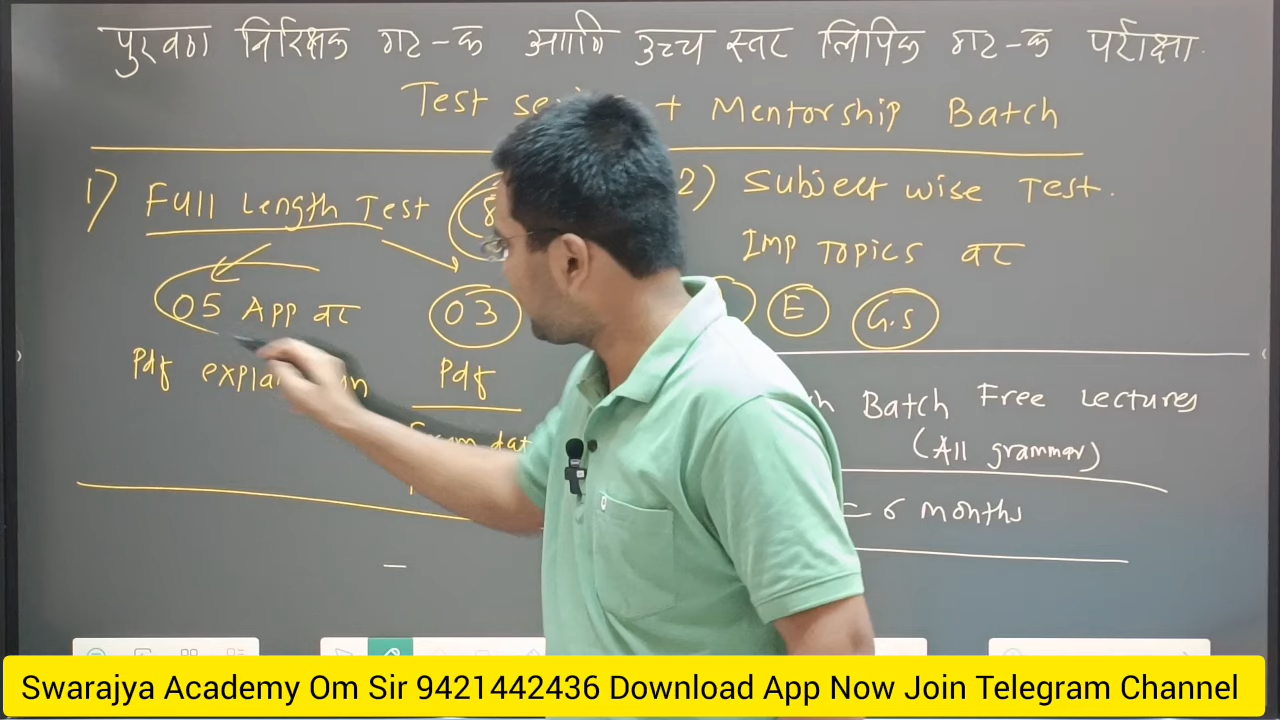 पुरवठा निरिक्षक गट-क आणि उच्च स्तर लिपिक गट-क परीक्षा
Test + Mentorship Batch
1) Full Length Test 8
05 App वर 03
Pdf Pdf
Exam
2) Subject wise Test.
Imp Topics वर
E G.S
Batch Free Lectures
(All grammar)
= 6 months
Swarajya Academy Om Sir 9421442436 Download App Now Join Telegram Channel